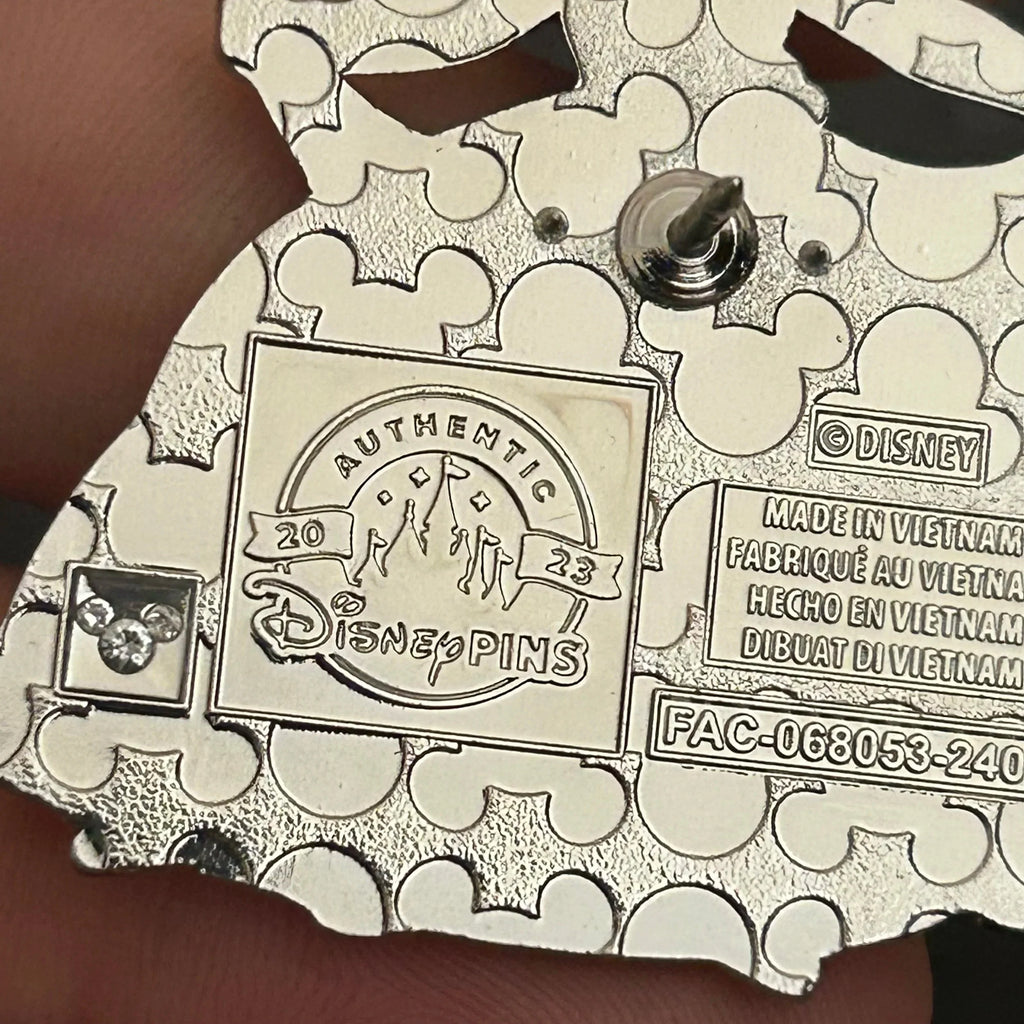 AUTHENTIC
20 23
DISNEY PINS
© DISNEY
MADE IN VIETNAM
FABRIQUÉ AU VIETNA
HECHO EN VIETNAM
DIBUAT DI VIETNAM
FAC-068053-240